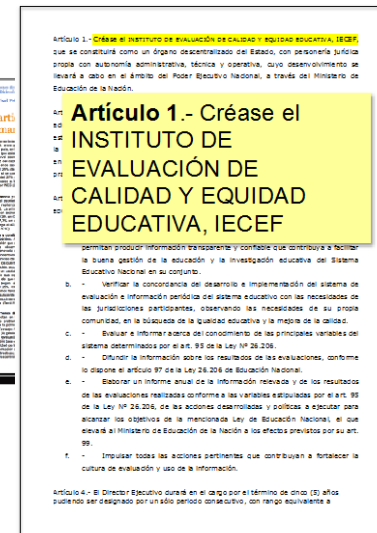 Artículo 1.- Créase el INSTITUTO DE EVALUACIÓN DE CALIDAD Y EQUIDAD EDUCATIVA, IECEF,
que se constituirá como un órgano descentralizado del Estado, con personería jurídica
propia con autonomía administrativa, técnica y operativa, cuyo desenvolvimiento se
llevará a cabo en el ámbito del Poder Ejecutivo Nacional, a través del Ministerio de
Educación de la Nación.
Artículo 1.- Créase el
INSTITUTO DE
EVALUACIÓN DE
CALIDAD Y EQUIDAD
EDUCATIVA, IECEF
permitan producir información transparente y confiable que contribuya a facilitar
la buena gestión de la educación y la investigación educativa del Sistema
Educativo Nacional en su conjunto.
b. - Verificar la concordancia del desarrollo e implementación del sistema de
evaluación e información periódica del sistema educativo con las necesidades de
las jurisdicciones participantes, observando las necesidades de su propia
comunidad, en la búsqueda de la igualdad educativa y la mejora de la calidad.
c. - Evaluar e informar acerca del conocimiento de las principales variables del
sistema determinados por el art. 95 de la Ley Nº 26.206.
d. - Difundir la información sobre los resultados de las evaluaciones, conforme
lo dispone el artículo 97 de la Ley 26.206 de Educación Nacional.
e. - Elaborar un informe anual de la información relevada y de los resultados
de las evaluaciones realizadas conforme a las variables estipuladas por el art. 95
de la Ley Nº 26.206, de las acciones desarrolladas y políticas a ejecutar para
alcanzar los objetivos de la mencionada Ley de Educación Nacional, el que
elevará al Ministerio de Educación de la Nación a los efectos previstos por su art.
99.
f. - Impulsar todas las acciones pertinentes que contribuyan a fortalecer la
cultura de evaluación y uso de la información.
Artículo 4.- El Director Ejecutivo durará en el cargo por el término de cinco (5) años
pudiendo ser designado por un sólo período consecutivo, con rango equivalente a